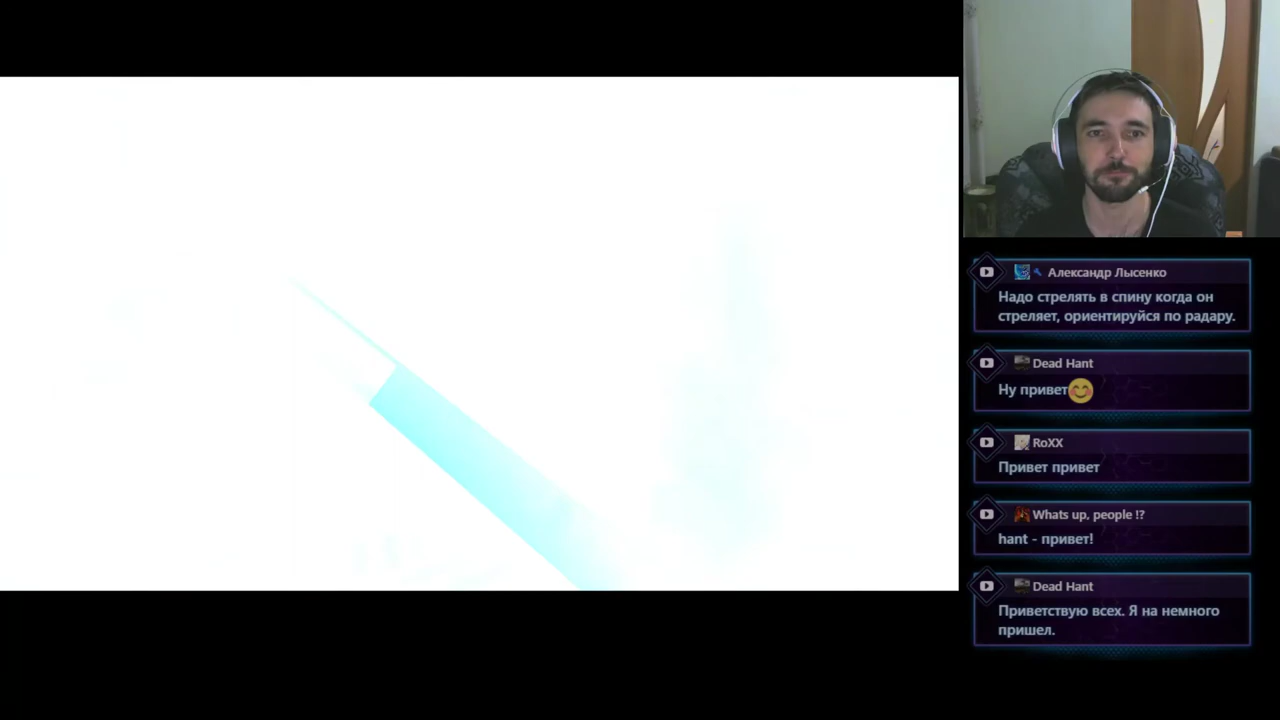 Александр Лысенко
Надо стрелять в спину когда он
стреляет, ориентируйся по радару.
Dead Hant
Ну привет😊
RoXX
Привет привет
Whats up, people !?
hant - привет!
Dead Hant
Приветствую всех. Я на немного
пришел.